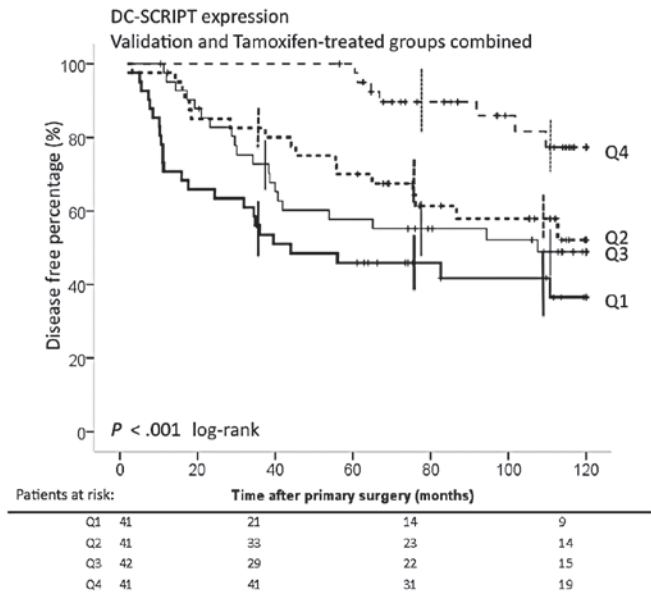 DC-SCRIPT expression
Validation and Tamoxifen-treated groups combined
100
80
60
40
20
0
Disease free percentage (%)
Q4
Q2
Q3
Q1
P < .001 log-rank
0 20 40 60 80 100 120
Patients at risk: Time after primary surgery (months)
Q1 41 21 14 9
Q2 41 33 23 14
Q3 42 29 22 15
Q4 41 41 31 19